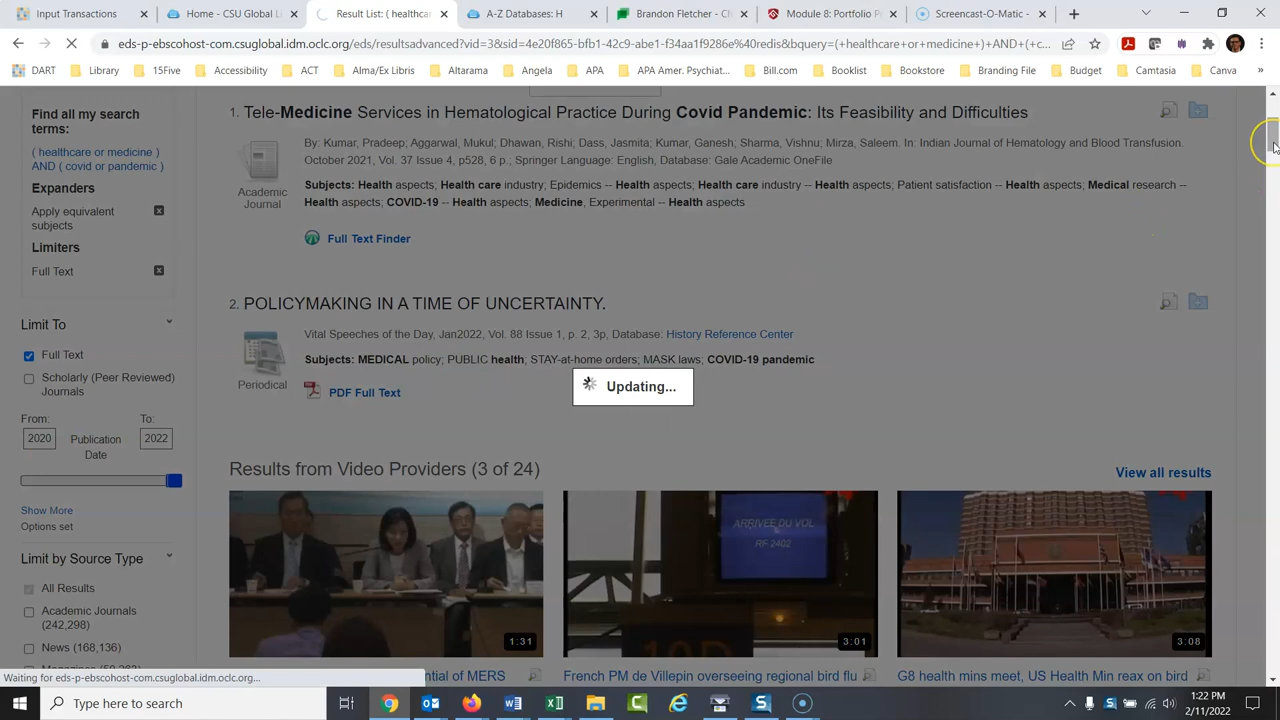 Input Transactions
Home - CSU Global Li
Result List: ( healthcare
A-Z Databases: H
Brandon Fletcher - Ch
Module 8: Portfolio P
Screencast-O-Matic -
eds-p-ebscohost-com.csuglobal.idm.oclc.org/eds/resultsadvanced?vid=3&sid=4e20f865-bfb1-42c9-abe1-f34aa1f9286e%40redis&bquery=(+healthcare+or+medicine+)+AND+(+c...
DART
Library
15Five
Accessibility
ACT
Alma/Ex Libris
Altarama
Angela
APA
APA Amer. Psychiat...
Bill.com
Booklist
Bookstore
Branding File
Budget
Camtasia
Canva
»
Find all my search
terms:
( healthcare or medicine )
AND ( covid or pandemic )
Expanders
Apply equivalent
subjects
Limiters
Full Text
Limit To
Full Text
Scholarly (Peer Reviewed)
Journals
From:
To:
2020
Publication
Date
2022
Show More
Options set
Limit by Source Type
All Results
Academic Journals
(242,298)
News (168,136)
1. Tele-Medicine Services in Hematological Practice During Covid Pandemic: Its Feasibility and Difficulties
By: Kumar, Pradeep; Aggarwal, Mukul; Dhawan, Rishi; Dass, Jasmita; Kumar, Ganesh; Sharma, Vishnu; Mirza, Saleem. In: Indian Journal of Hematology and Blood Transfusion.
October 2021, Vol. 37 Issue 4, p528, 6 p.; Springer Language: English, Database: Gale Academic OneFile
Academic
Journal
Subjects: Health aspects; Health care industry; Epidemics -- Health aspects; Health care industry -- Health aspects; Patient satisfaction -- Health aspects; Medical research --
Health aspects; COVID-19 -- Health aspects; Medicine, Experimental -- Health aspects
Full Text Finder
2. POLICYMAKING IN A TIME OF UNCERTAINTY.
Vital Speeches of the Day, Jan2022, Vol. 88 Issue 1, p. 2, 3p, Database: History Reference Center
Subjects: MEDICAL policy; PUBLIC health; STAY-at-home orders; MASK laws; COVID-19 pandemic
Periodical
PDF Full Text
Updating...
Results from Video Providers (3 of 24)
View all results
1:31
ARRIVEE DU VOL
RF 2402
3:01
3:08
ential of MERS
French PM de Villepin overseeing regional bird flu
G8 health mins meet, US Health Min reax on bird
Waiting for eds-p-ebscohost-com.csuglobal.idm.oclc.org...
Type here to search
1:22 PM
2/11/2022